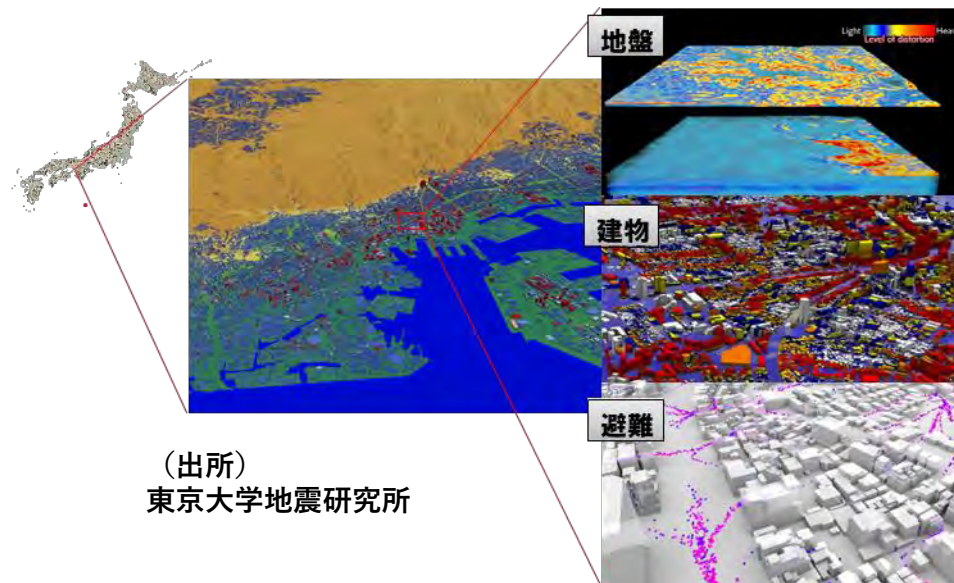 地盤
Light
Heav
Level of distortion
建物
避難
（出所）
東京大学地震研究所